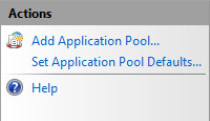 Actions
Add Application Pool...
Set Application Pool Defaults...
Help